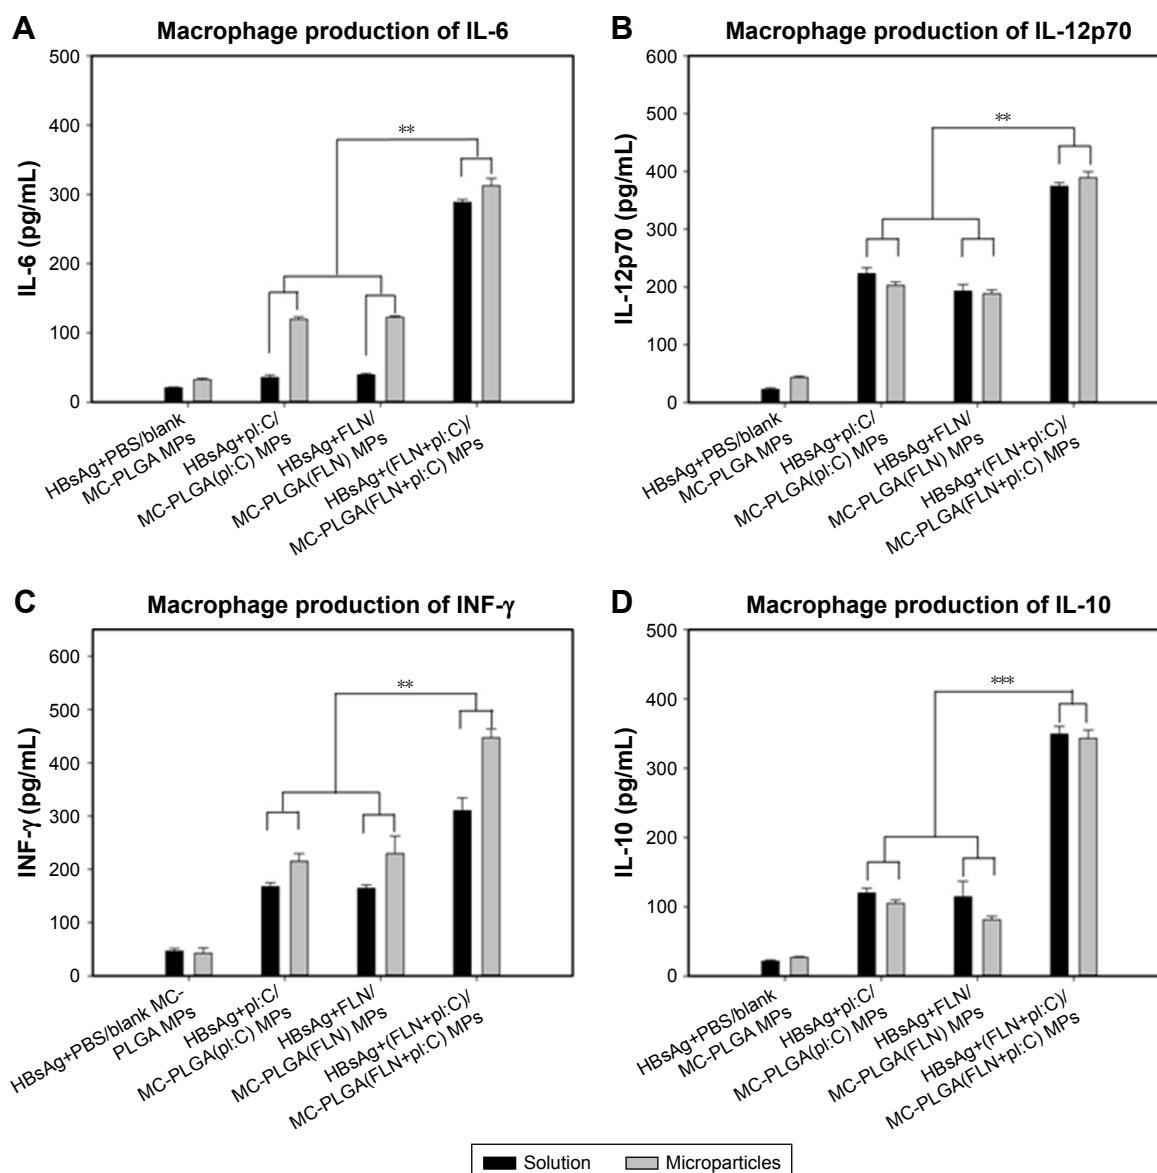 A
Macrophage production of IL-6
500
400
300
200
100
0
IL-6 (pg/mL)
**
HBsAg+PBS/blank
MC-PLGA MPs
HBsAg+pI:C/
MC-PLGA(pI:C) MPs
HBsAg+FLN/
MC-PLGA(FLN) MPs
HBsAg+(FLN+pI:C)/
MC-PLGA(FLN+pI:C) MPs
B
Macrophage production of IL-12p70
600
500
400
300
200
100
0
IL-12p70 (pg/mL)
**
HBsAg+PBS/blank
MC-PLGA MPs
HBsAg+pI:C/
MC-PLGA(pI:C) MPs
HBsAg+FLN/
MC-PLGA(FLN) MPs
HBsAg+(FLN+pI:C)/
MC-PLGA(FLN+pI:C) MPs
C
Macrophage production of INF-γ
600
500
400
300
200
100
0
INF-γ (pg/mL)
**
HBsAg+PBS/blank MC-
PLGA MPs
HBsAg+pI:C/
MC-PLGA(pI:C) MPs
HBsAg+FLN/
MC-PLGA(FLN) MPs
HBsAg+(FLN+pI:C)/
MC-PLGA(FLN+pI:C) MPs
D
Macrophage production of IL-10
500
400
300
200
100
0
IL-10 (pg/mL)
***
HBsAg+PBS/blank
MC-PLGA MPs
HBsAg+pI:C/
MC-PLGA(pI:C) MPs
HBsAg+FLN/
MC-PLGA(FLN) MPs
HBsAg+(FLN+pI:C)/
MC-PLGA(FLN+pI:C) MPs
Solution
Microparticles